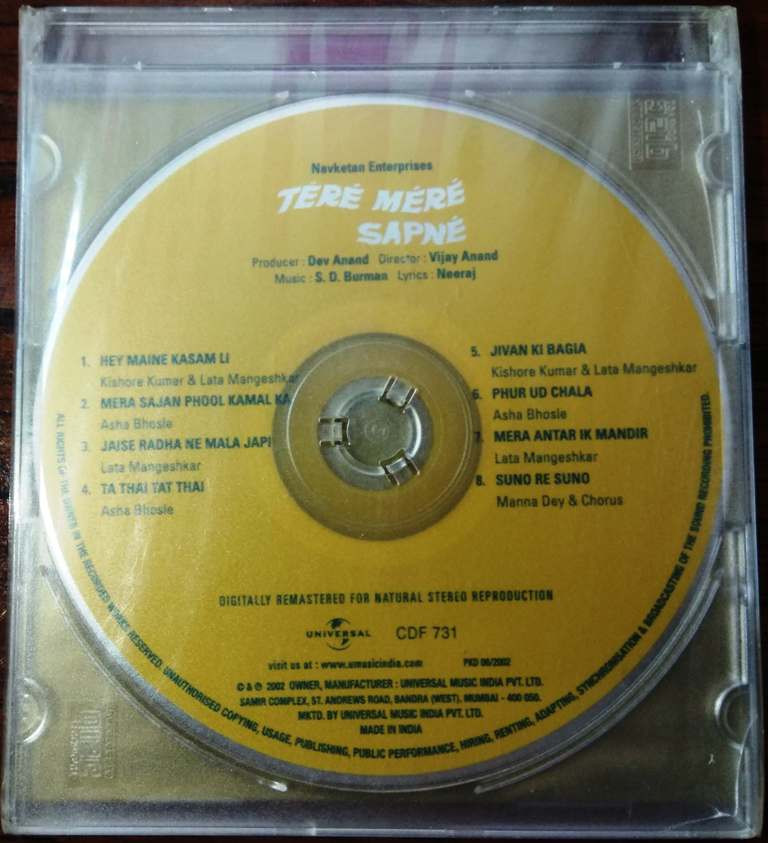 Navketan Enterprises
TÉRÉ MÉRÉ
SAPNÉ
Producer : Dev Anand Director : Vijay Anand
Music : S. D. Burman Lyrics : Neeraj
1. HEY MAINE KASAM LI
Kishore Kumar & Lata Mangeshkar
2. MERA SAJAN PHOOL KAMAL KA
Asha Bhosle
3. JAISE RADHA NE MALA JAPI
Lata Mangeshkar
4. TA THAI TAT THAI
Asha Bhosle
5. JIVAN KI BAGIA
Kishore Kumar & Lata Mangeshkar
6. PHUR UD CHALA
Asha Bhosle
7. MERA ANTAR IK MANDIR
Lata Mangeshkar
8. SUNO RE SUNO
Manna Dey & Chorus
DIGITALLY REMASTERED FOR NATURAL STEREO REPRODUCTION
UNIVERSAL CDF 731
visit us at : www.umusicindia.com PKD 06/2002
© & ℗ 2002 OWNER, MANUFACTURER : UNIVERSAL MUSIC INDIA PVT. LTD.
SAMIR COMPLEX, ST. ANDREWS ROAD, BANDRA (WEST), MUMBAI - 400 050.
MKTD. BY UNIVERSAL MUSIC INDIA PVT. LTD.
MADE IN INDIA
ALL RIGHTS OF THE OWNER IN THE RECORDED WORKS RESERVED. UNAUTHORISED COPYING, USAGE, PUBLISHING, PUBLIC PERFORMANCE, HIRING, RENTING, ADAPTING, SYNCHRONISATION & BROADCASTING OF THE SOUND RECORDING PROHIBITED.